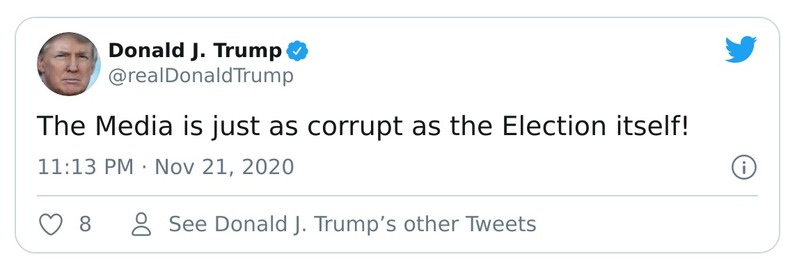 Donald J. Trump
@realDonaldTrump
The Media is just as corrupt as the Election itself!
11:13 PM · Nov 21, 2020
8
See Donald J. Trump’s other Tweets